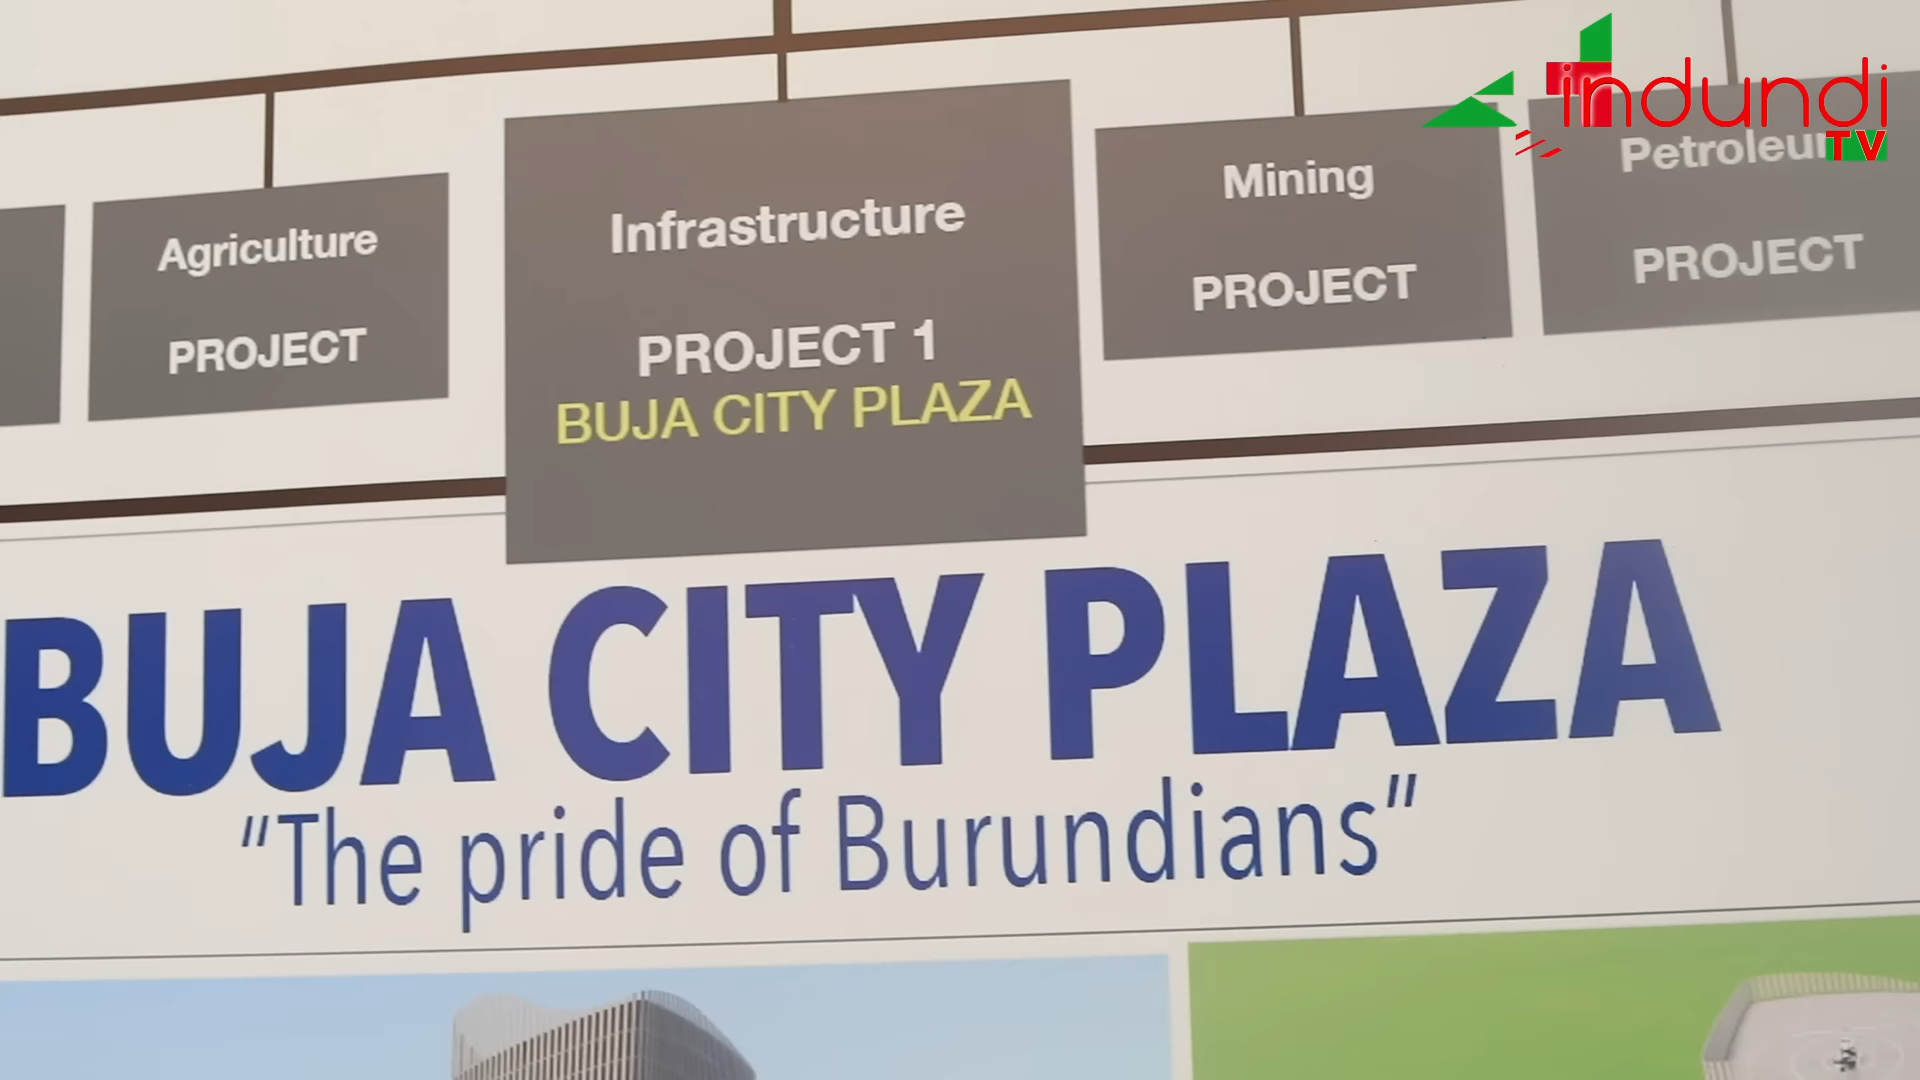 indundi
TV
Agriculture
PROJECT
Infrastructure
PROJECT 1
BUJA CITY PLAZA
Mining
PROJECT
PROJECT
BUJA CITY PLAZA
"The pride of Burundians"